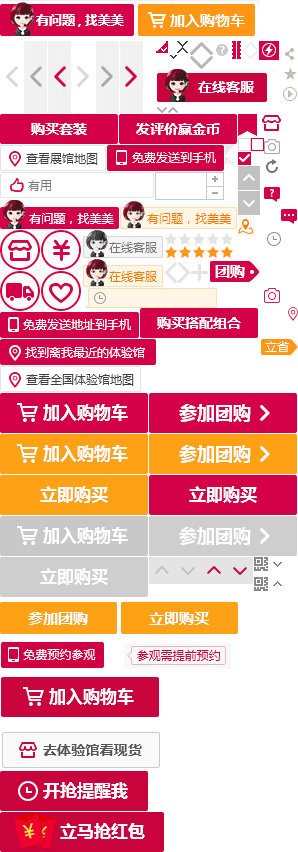 有问题，找美美
加入购物车
在线客服
购买套装
发评价赢金币
查看展馆地图
免费发送到手机
有用
有问题，找美美
有问题，找美美
在线客服
在线客服
团购
免费发送地址到手机
购买搭配组合
找到离我最近的体验馆
立省
查看全国体验馆地图
加入购物车
参加团购
加入购物车
参加团购
立即购买
立即购买
加入购物车
参加团购
立即购买
参加团购
立即购买
免费预约参观
参观需提前预约
加入购物车
去体验馆看现货
开抢提醒我
立马抢红包